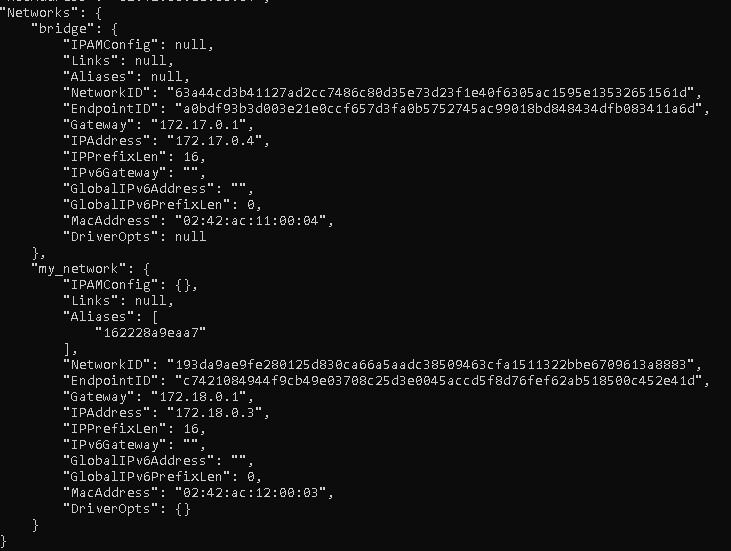 "Networks": {
"bridge": {
"IPAMConfig": null,
"Links": null,
"Aliases": null,
"NetworkID": "63a44cd3b41127ad2cc7486c80d35e73d23f1e40f6305ac1595e13532651561d",
"EndpointID": "a0bdf93b3d003e21e0ccf657d3fa0b5752745ac99018bd848434dfb083411a6d",
"Gateway": "172.17.0.1",
"IPAddress": "172.17.0.4",
"IPPrefixLen": 16,
"IPv6Gateway": "",
"GlobalIPv6Address": "",
"GlobalIPv6PrefixLen": 0,
"MacAddress": "02:42:ac:11:00:04",
"DriverOpts": null
},
"my_network": {
"IPAMConfig": {},
"Links": null,
"Aliases": [
"162228a9eaa7"
],
"NetworkID": "193da9ae9fe280125d830ca66a5aadc38509463cfa1511322bbe6709613a8883",
"EndpointID": "c7421084944f9cb49e03708c25d3e0045accd5f8d76fef62ab518500c452e41d",
"Gateway": "172.18.0.1",
"IPAddress": "172.18.0.3",
"IPPrefixLen": 16,
"IPv6Gateway": "",
"GlobalIPv6Address": "",
"GlobalIPv6PrefixLen": 0,
"MacAddress": "02:42:ac:12:00:03",
"DriverOpts": {}
}
}